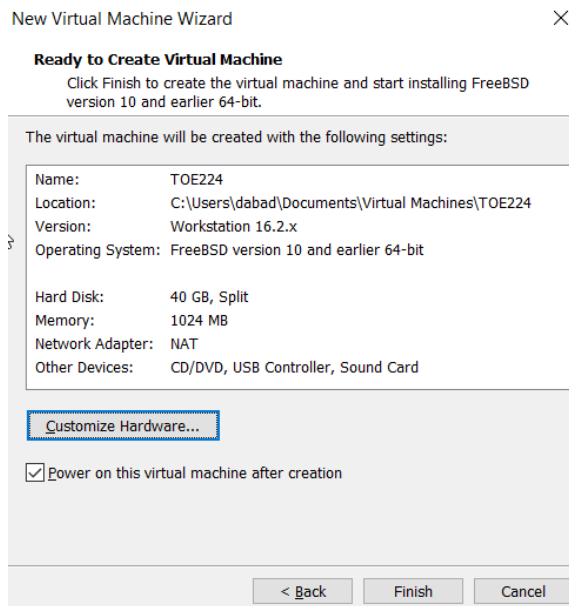 New Virtual Machine Wizard
Ready to Create Virtual Machine
Click Finish to create the virtual machine and start installing FreeBSD
version 10 and earlier 64-bit.
The virtual machine will be created with the following settings:
Name: TOE224
Location: C:\Users\dabad\Documents\Virtual Machines\TOE224
Version: Workstation 16.2.x
Operating System: FreeBSD version 10 and earlier 64-bit
Hard Disk: 40 GB, Split
Memory: 1024 MB
Network Adapter: NAT
Other Devices: CD/DVD, USB Controller, Sound Card
Customize Hardware...
Power on this virtual machine after creation
< Back Finish Cancel